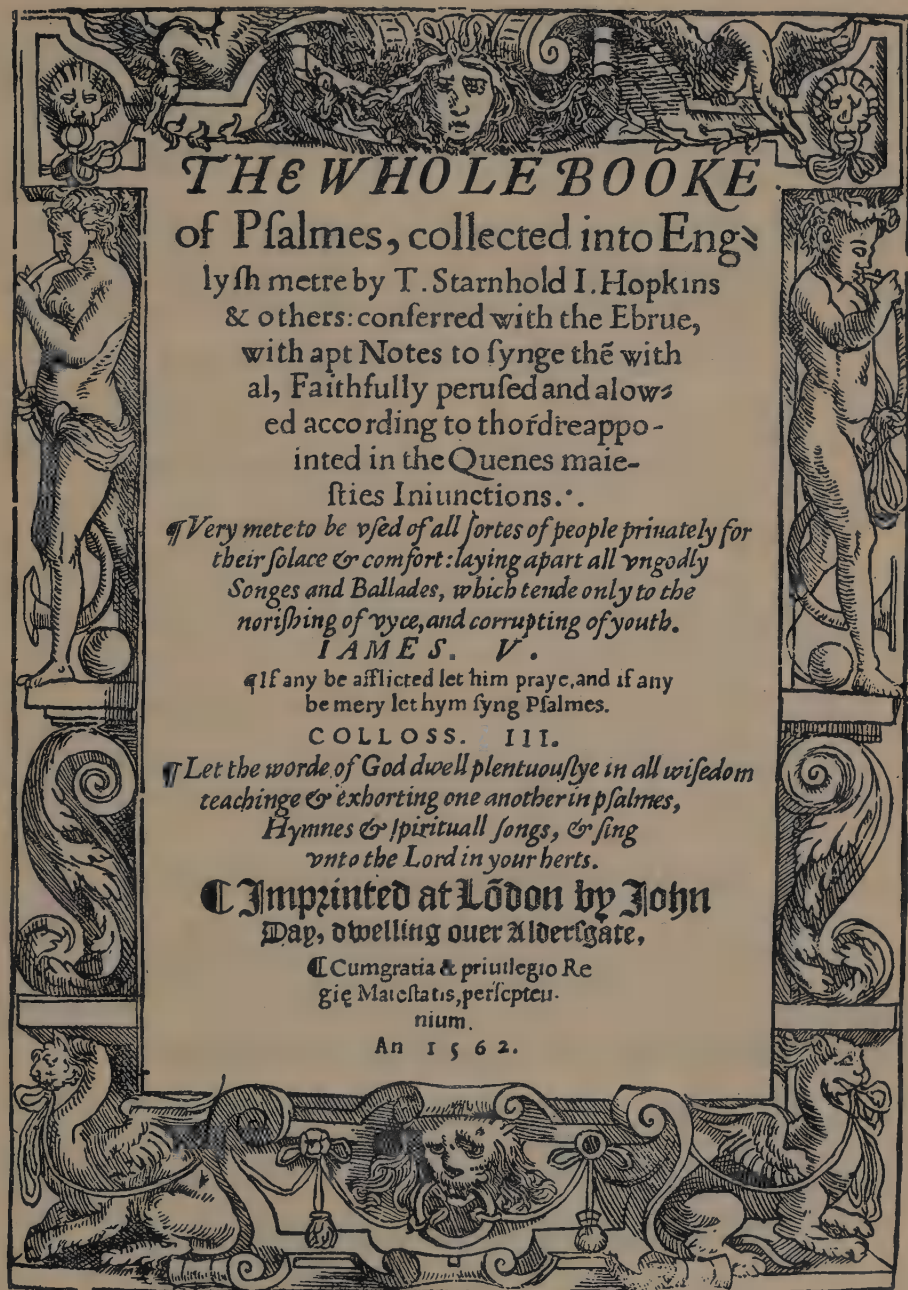 THE WHOLE BOOKE
of Pſalmes, collected into Eng⸗
lyſh metre by T. Starnhold I. Hopkins
& others: conferred with the Ebrue,
with apt Notes to ſynge thē with
al, Faithfully peruſed and alow⸗
ed according to thordre appo-
inted in the Quenes maie-
ſties Iniunctions.·.
¶ Very mete to be vſed of all ſortes of people priuately for
their ſolace & comfort: laying apart all vngodly
Songes and Ballades, which tende only to the
noriſhing of vyce, and corrupting of youth.
IAMES. V.
¶ If any be afflicted let him praye, and if any
be mery let hym ſyng Pſalmes.
COLLOSS. III.
¶ Let the worde of God dwell plentuouſlye in all wiſedom
teachinge & exhorting one another in pſalmes,
Hymnes & ſpirituall ſongs, & ſing
vnto the Lord in your herts.
¶ Imprinted at Lōdon by John
Day, dwelling ouer Alderſgate,
¶ Cum gratia & priuilegio Re
gię Maieſtatis, per ſepten-
nium.
An 1562.